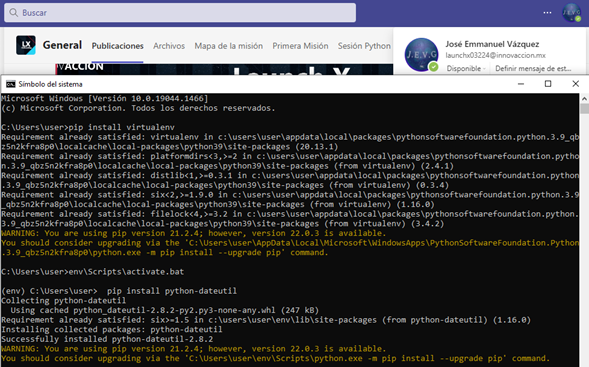 Buscar
J.E.V.G
LX
General Publicaciones Archivos Mapa de la misión Primera Misión Sesión Python
José Emmanuel Vázquez
launchx03224@innovaccion.mx
J.E.V.G
Disponible Definir mensaje de est...
VACCIÓN
Launch X
Símbolo del sistema
Microsoft Windows [Versión 10.0.19044.1466]
(c) Microsoft Corporation. Todos los derechos reservados.
C:\Users\user>pip install virtualenv
Requirement already satisfied: virtualenv in c:\users\user\appdata\local\packages\pythonsoftwarefoundation.python.3.9_qbz5n2kfra8p0\localcache\local-packages\python39\site-packages (20.13.1)
Requirement already satisfied: platformdirs<3,>=2 in c:\users\user\appdata\local\packages\pythonsoftwarefoundation.python
.3.9_qbz5n2kfra8p0\localcache\local-packages\python39\site-packages (from virtualenv) (2.4.1)
Requirement already satisfied: distlib<1,>=0.3.1 in c:\users\user\appdata\local\packages\pythonsoftwarefoundation.python.
3.9_qbz5n2kfra8p0\localcache\local-packages\python39\site-packages (from virtualenv) (0.3.4)
Requirement already satisfied: six<2,>=1.9.0 in c:\users\user\appdata\local\packages\pythonsoftwarefoundation.python.3.9
_qbz5n2kfra8p0\localcache\local-packages\python39\site-packages (from virtualenv) (1.16.0)
Requirement already satisfied: filelock<4,>=3.2 in c:\users\user\appdata\local\packages\pythonsoftwarefoundation.python.3
.9_qbz5n2kfra8p0\localcache\local-packages\python39\site-packages (from virtualenv) (3.4.2)
WARNING: You are using pip version 21.2.4; however, version 22.0.3 is available.
You should consider upgrading via the 'C:\Users\user\AppData\Local\Microsoft\WindowsApps\PythonSoftwareFoundation.Python
.3.9_qbz5n2kfra8p0\python.exe -m pip install --upgrade pip' command.
C:\Users\user>env\Scripts\activate.bat
(env) C:\Users\user> pip install python-dateutil
Collecting python-dateutil
Using cached python_dateutil-2.8.2-py2.py3-none-any.whl (247 kB)
Requirement already satisfied: six>=1.5 in c:\users\user\env\lib\site-packages (from python-dateutil) (1.16.0)
Installing collected packages: python-dateutil
Successfully installed python-dateutil-2.8.2
WARNING: You are using pip version 21.2.4; however, version 22.0.3 is available.
You should consider upgrading via the 'C:\Users\user\env\Scripts\python.exe -m pip install --upgrade pip' command.